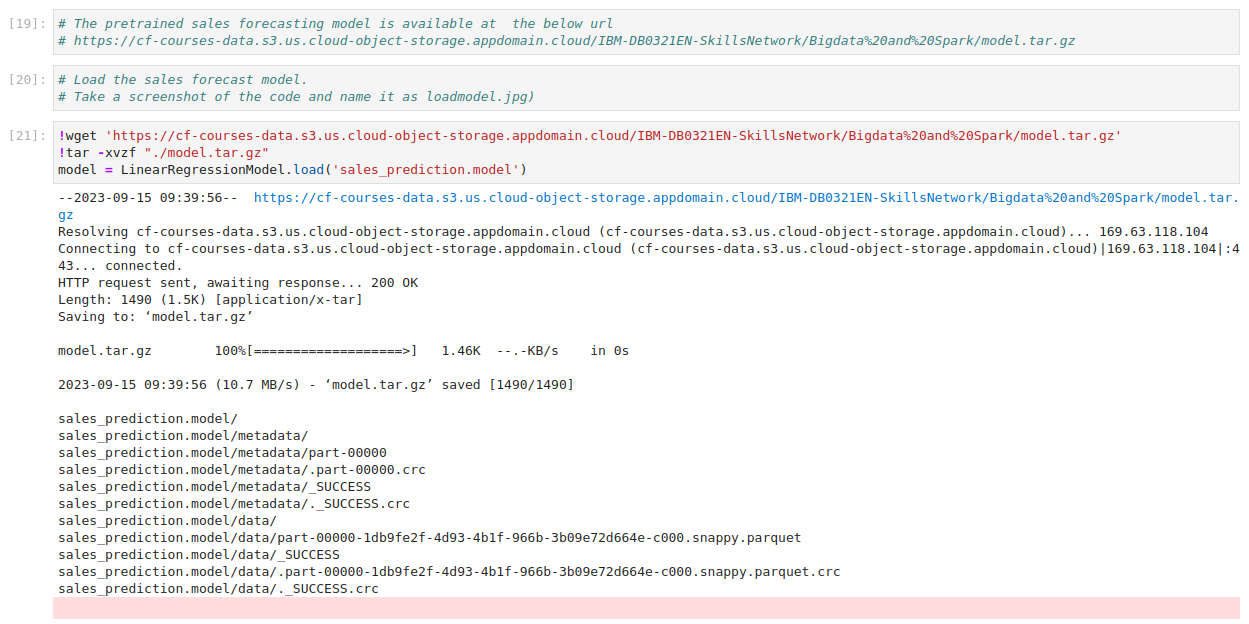 [19]: # The pretrained sales forecasting model is available at  the below url
# https://cf-courses-data.s3.us.cloud-object-storage.appdomain.cloud/IBM-DB0321EN-SkillsNetwork/Bigdata%20and%20Spark/model.tar.gz
[20]: # Load the sales forecast model.
# Take a screenshot of the code and name it as loadmodel.jpg)
[21]: !wget 'https://cf-courses-data.s3.us.cloud-object-storage.appdomain.cloud/IBM-DB0321EN-SkillsNetwork/Bigdata%20and%20Spark/model.tar.gz'
!tar -xvzf "./model.tar.gz"
model = LinearRegressionModel.load('sales_prediction.model')
--2023-09-15 09:39:56--  https://cf-courses-data.s3.us.cloud-object-storage.appdomain.cloud/IBM-DB0321EN-SkillsNetwork/Bigdata%20and%20Spark/model.tar.
gz
Resolving cf-courses-data.s3.us.cloud-object-storage.appdomain.cloud (cf-courses-data.s3.us.cloud-object-storage.appdomain.cloud)... 169.63.118.104
Connecting to cf-courses-data.s3.us.cloud-object-storage.appdomain.cloud (cf-courses-data.s3.us.cloud-object-storage.appdomain.cloud)|169.63.118.104|:4
43... connected.
HTTP request sent, awaiting response... 200 OK
Length: 1490 (1.5K) [application/x-tar]
Saving to: ‘model.tar.gz’
model.tar.gz        100%[===================>]   1.46K  --.-KB/s    in 0s
2023-09-15 09:39:56 (10.7 MB/s) - ‘model.tar.gz’ saved [1490/1490]
sales_prediction.model/
sales_prediction.model/metadata/
sales_prediction.model/metadata/part-00000
sales_prediction.model/metadata/.part-00000.crc
sales_prediction.model/metadata/_SUCCESS
sales_prediction.model/metadata/._SUCCESS.crc
sales_prediction.model/data/
sales_prediction.model/data/part-00000-1db9fe2f-4d93-4b1f-966b-3b09e72d664e-c000.snappy.parquet
sales_prediction.model/data/_SUCCESS
sales_prediction.model/data/.part-00000-1db9fe2f-4d93-4b1f-966b-3b09e72d664e-c000.snappy.parquet.crc
sales_prediction.model/data/._SUCCESS.crc